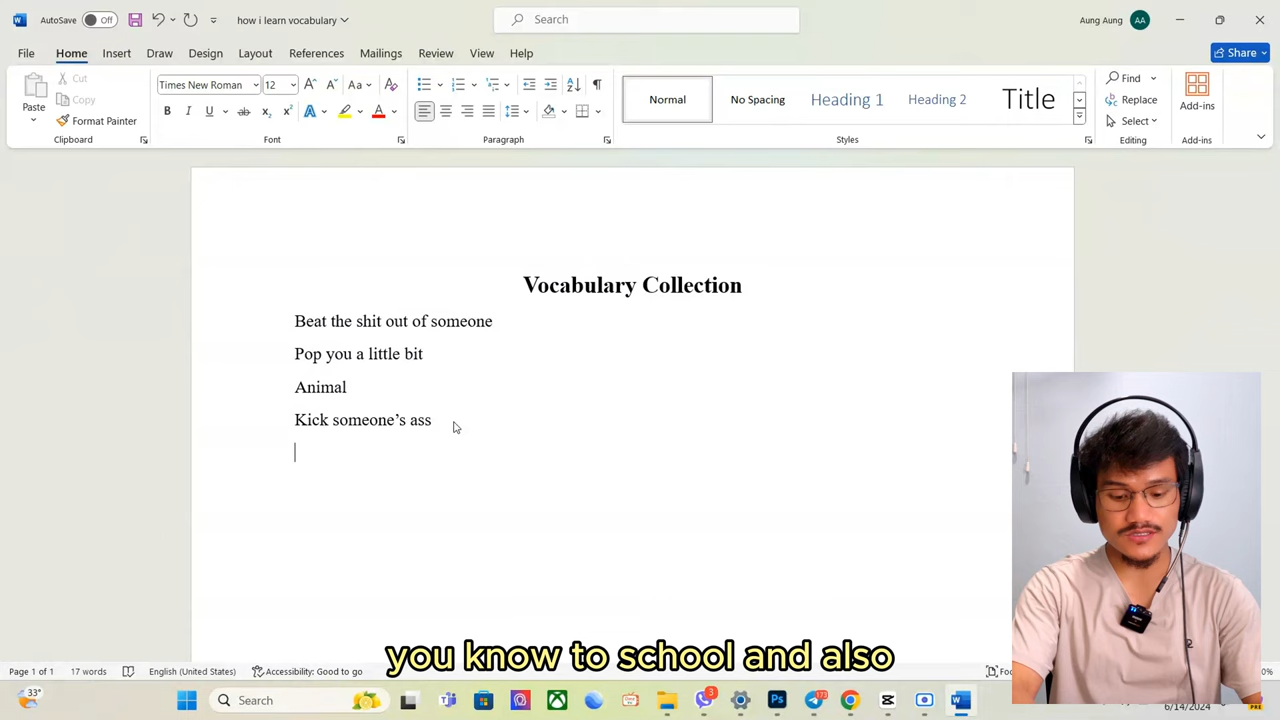 AutoSave Off how i learn vocabulary Search Aung Aung AA
File Home Insert Draw Design Layout References Mailings Review View Help Share
Paste Cut Copy Format Painter
Times New Roman 12
Normal No Spacing Heading 1 Heading 2 Title
Find Replace Select
Add-ins
Clipboard Font Paragraph Styles Editing Add-ins
Vocabulary Collection
Beat the shit out of someone
Pop you a little bit
Animal
Kick someone’s ass
you know to school and also
Page 1 of 1 17 words English (United States) Accessibility: Good to go
33° Search 3 773 6/14/2024